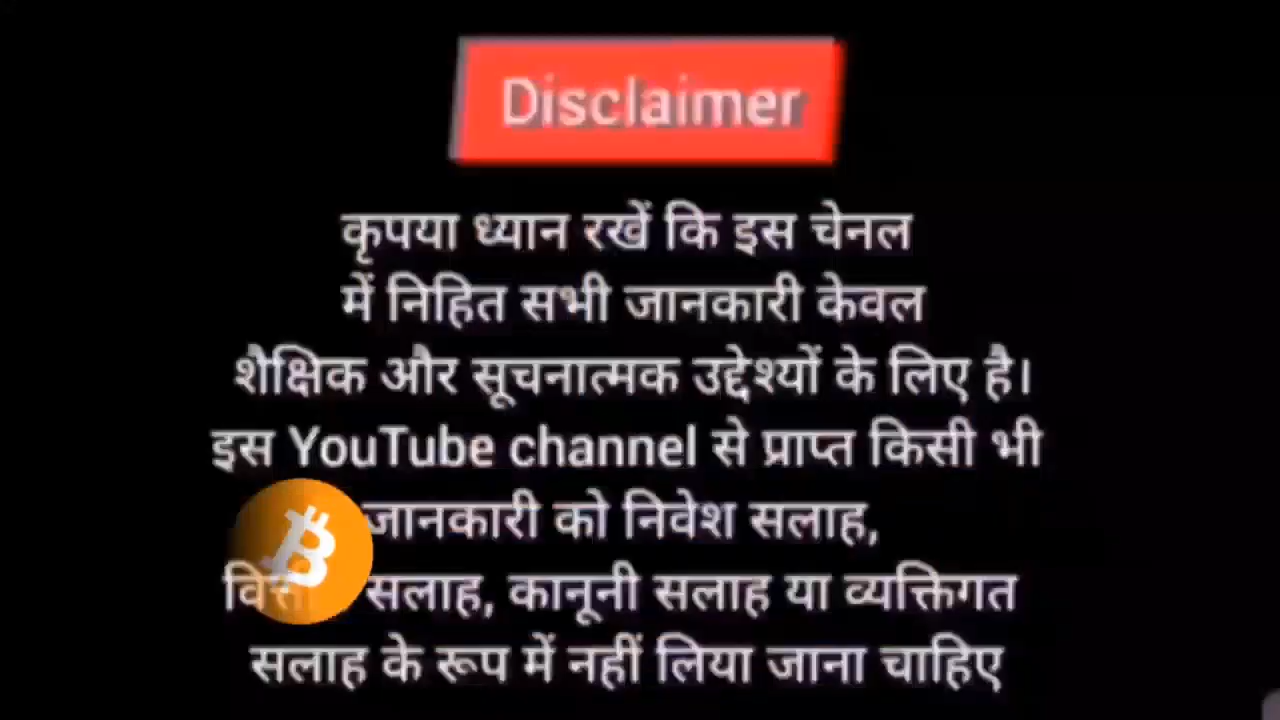 Disclaimer
कृपया ध्यान रखें कि इस चेनल
में निहित सभी जानकारी केवल
शैक्षिक और सूचनात्मक उद्देश्यों के लिए है।
इस YouTube channel से प्राप्त किसी भी
जानकारी को निवेश सलाह,
सलाह, कानूनी सलाह या व्यक्तिगत
सलाह के रूप में नहीं लिया जाना चाहिए